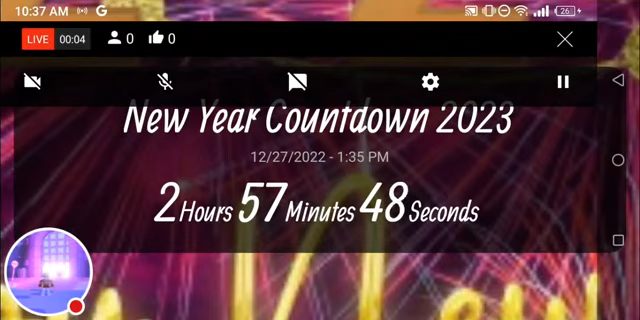 10:37 AM
26
LIVE 00:04 0 0
New Year Countdown 2023
12/27/2022 - 1:35 PM
2 Hours 57 Minutes 48 Seconds